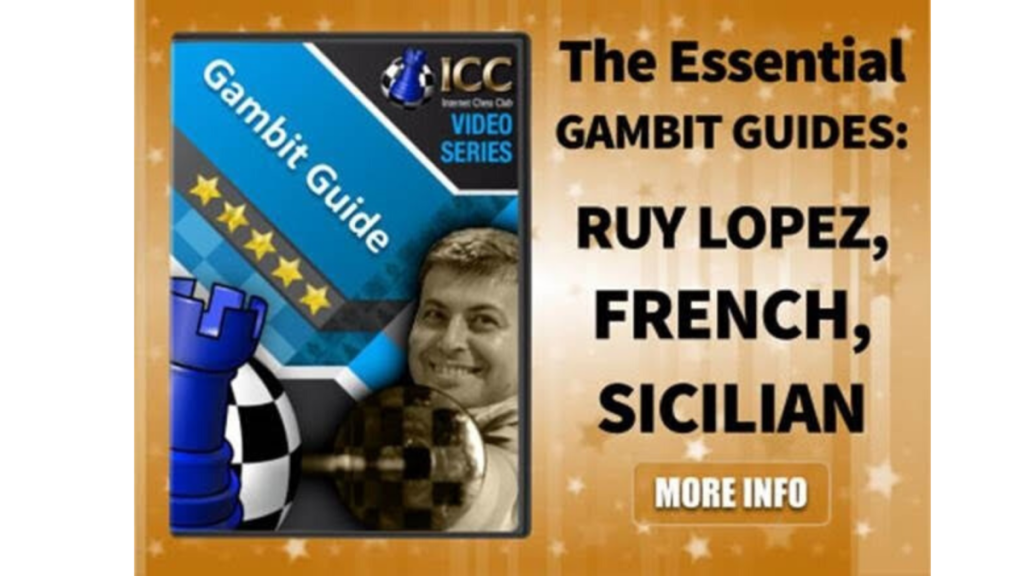 Gambit Guide
ICC
Internet Chess Club
VIDEO
SERIES
The Essential
GAMBIT GUIDES:
RUY LOPEZ,
FRENCH,
SICILIAN
MORE INFO